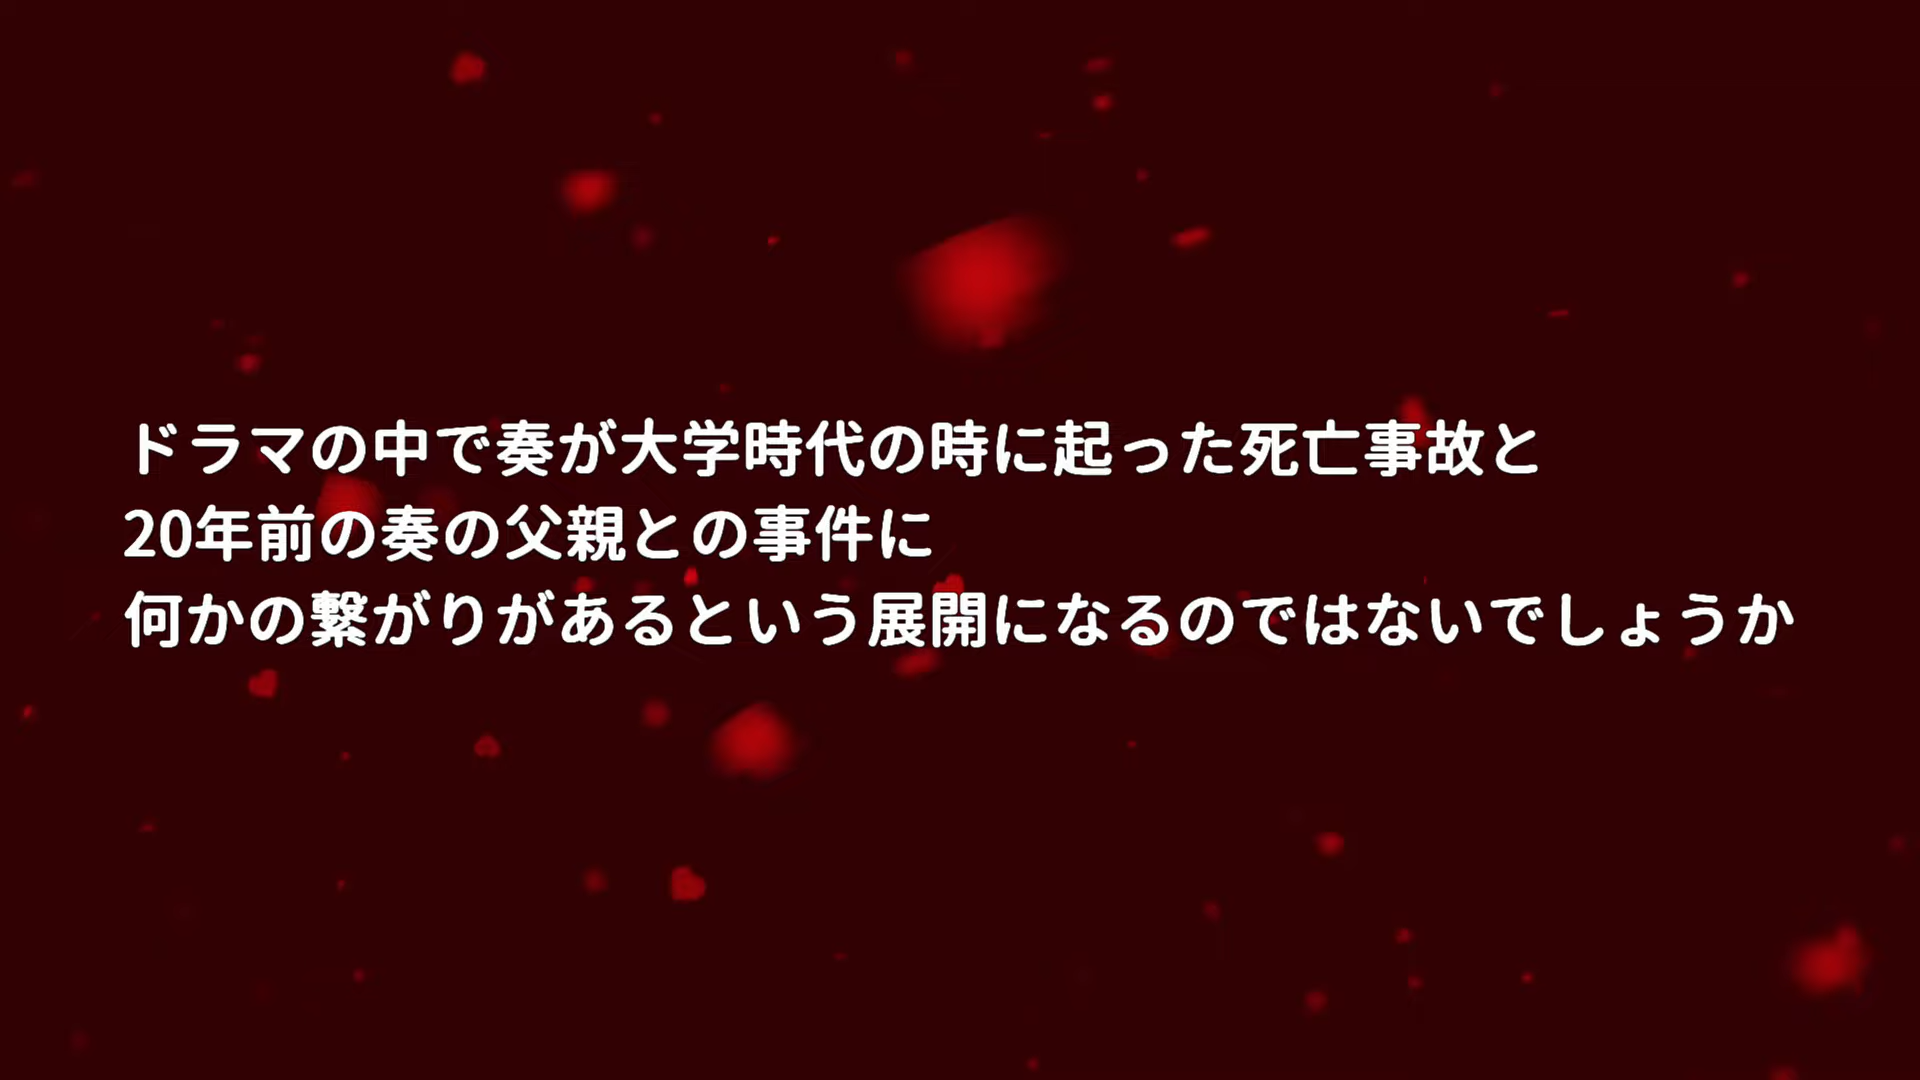 ドラマの中で奏が大学時代の時に起った死亡事故と
20年前の奏の父親との事件に
何かの繋がりがあるという展開になるのではないでしょうか